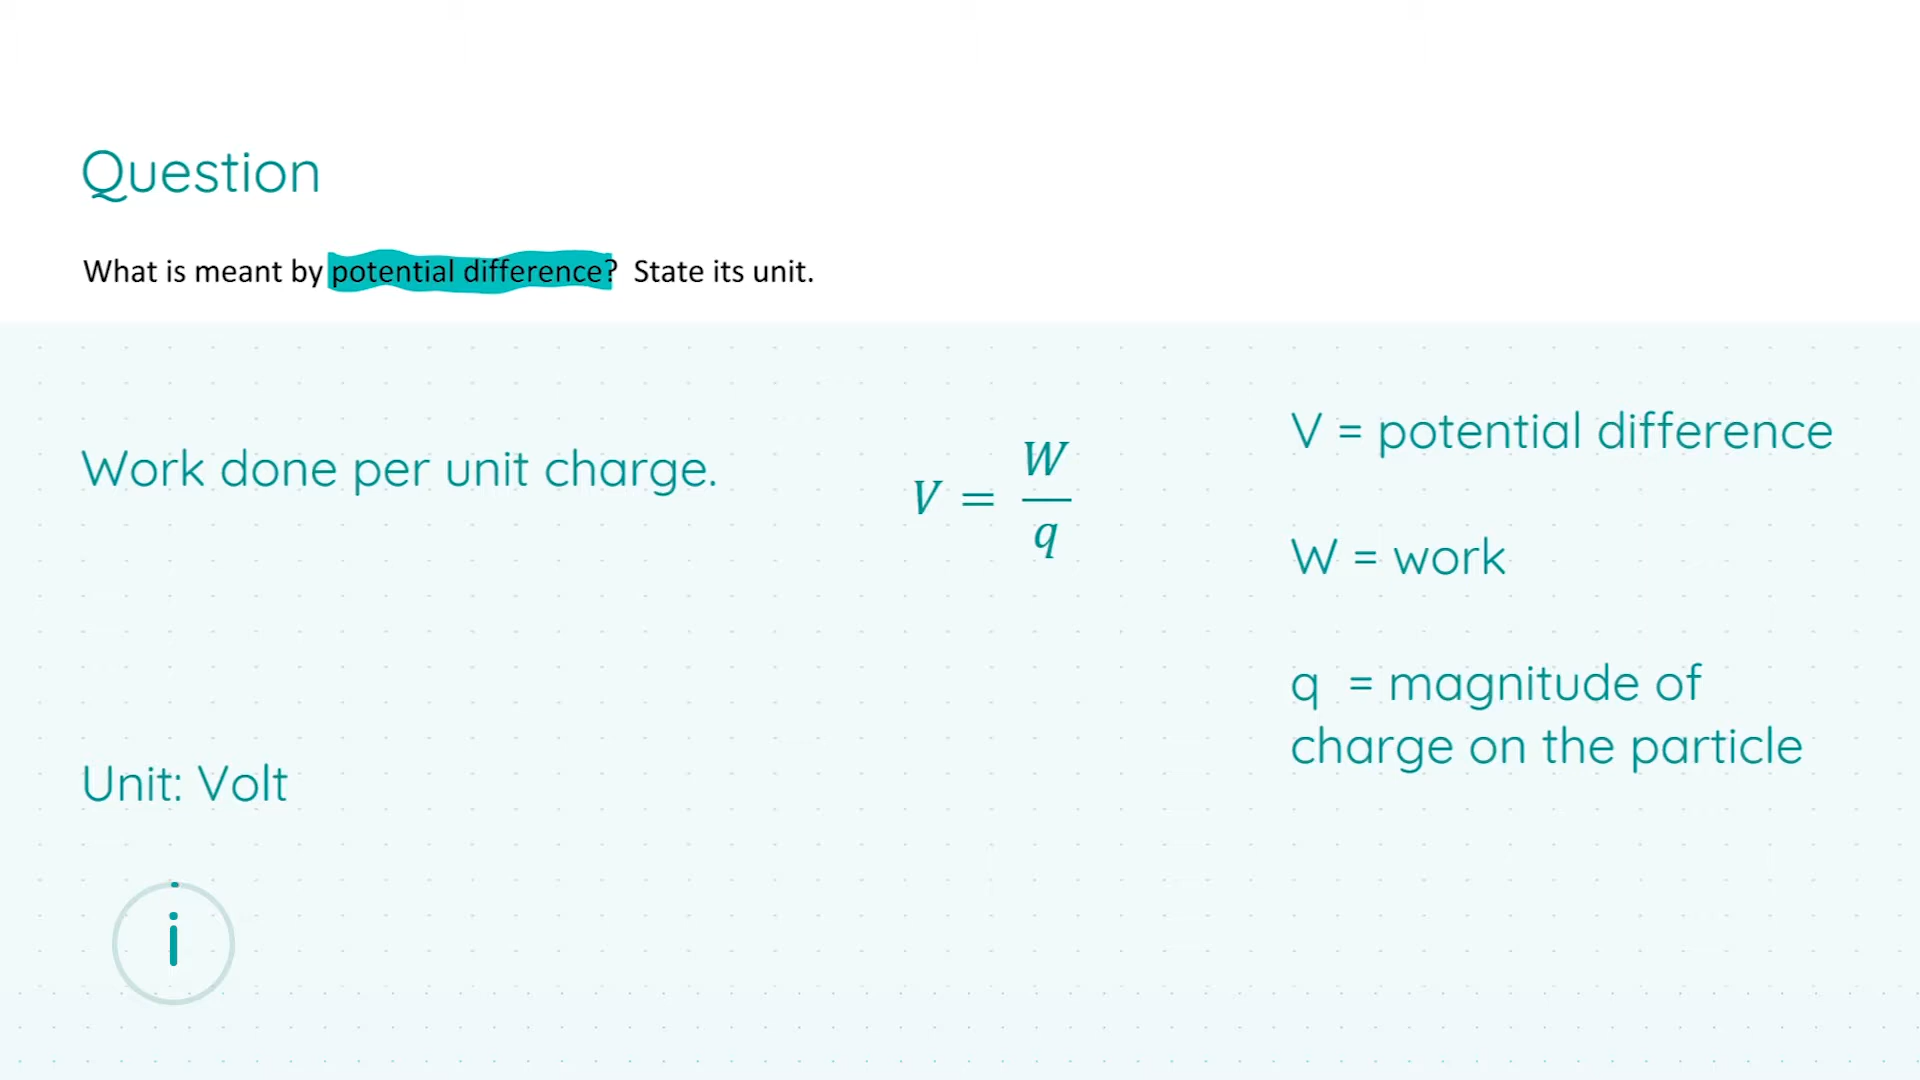 Question
What is meant by potential difference? State its unit.
Work done per unit charge.
V = W/q
V = potential difference
W = work
q = magnitude of
charge on the particle
Unit: Volt
i